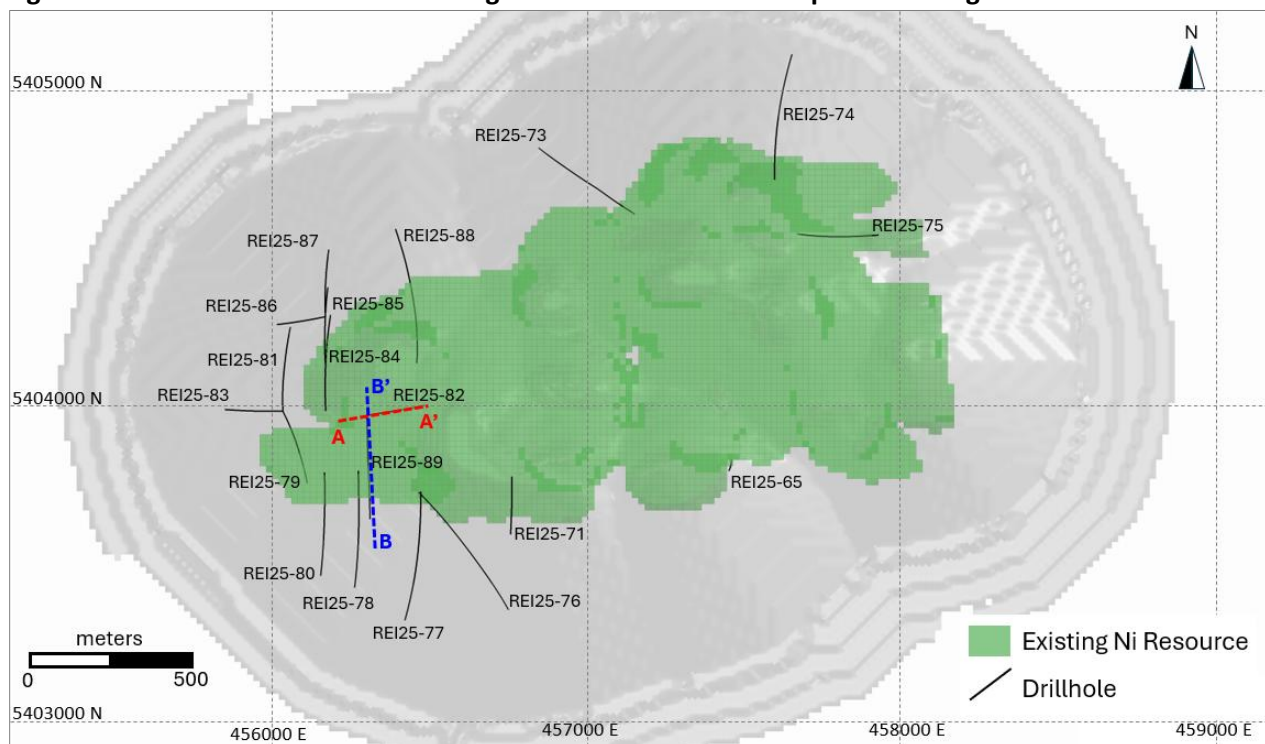 N
5405000 N
REI25-74
REI25-73
REI25-75
REI25-88
REI25-87
REI25-86
REI25-85
REI25-81
REI25-84
B'
REI25-83
REI25-82
5404000 N
A
A'
REI25-89
REI25-79
REI25-65
REI25-71
B
REI25-80
REI25-78
REI25-76
REI25-77
meters
0 500
Existing Ni Resource
Drillhole
5403000 N
456000 E
457000 E
458000 E
459000 E